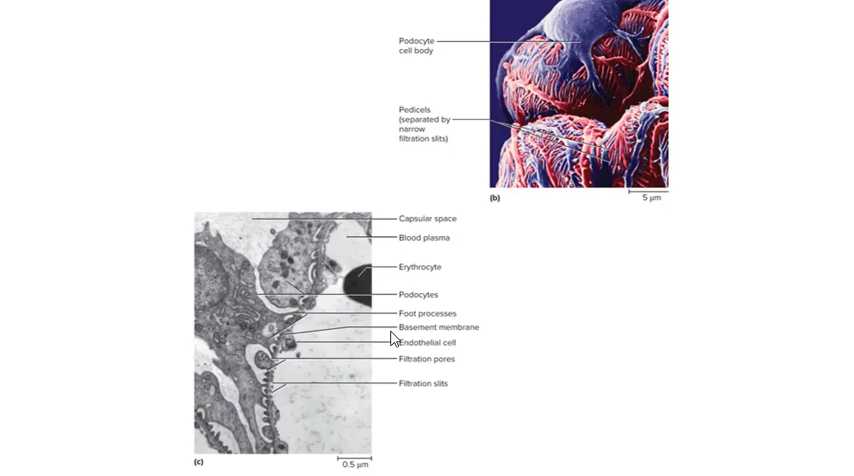 Podocyte
cell body
Pedicels
(separated by
narrow
filtration slits)
(b)
5 μm
Capsular space
Blood plasma
Erythrocyte
Podocytes
Foot processes
Basement membrane
Endothelial cell
Filtration pores
Filtration slits
(c)
0.5 μm